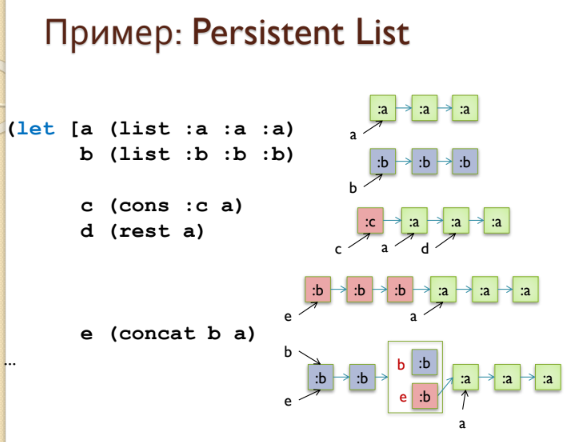 Пример: Persistent List
(let [a (list :a :a :a)
b (list :b :b :b)
c (cons :c a)
d (rest a)
e (concat b a)
...
:a :a :a
a
:b :b :b
b
:c :a :a :a
c a d
:b :b :b :a :a :a
e a
b
:b :b b :b :a :a :a
e e :b
a